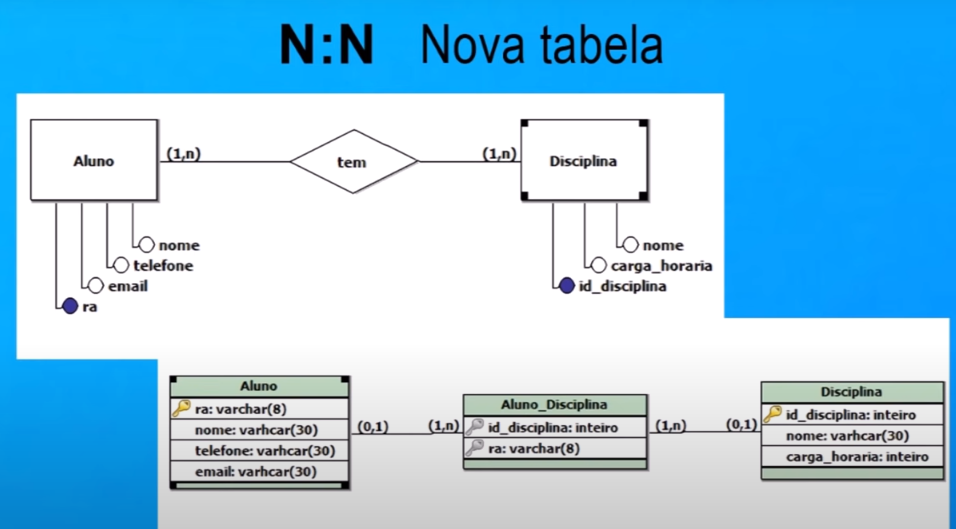 N:N Nova tabela
Aluno
(1,n)
tem
(1,n)
Disciplina
nome
telefone
email
ra
nome
carga_horaria
id_disciplina
Aluno
ra: varchar(8)
nome: varhcar(30)
telefone: varhcar(30)
email: varhcar(30)
(0,1)
(1,n)
Aluno_Disciplina
id_disciplina: inteiro
ra: varchar(8)
(1,n)
(0,1)
Disciplina
id_disciplina: inteiro
nome: varhcar(30)
carga_horaria: inteiro